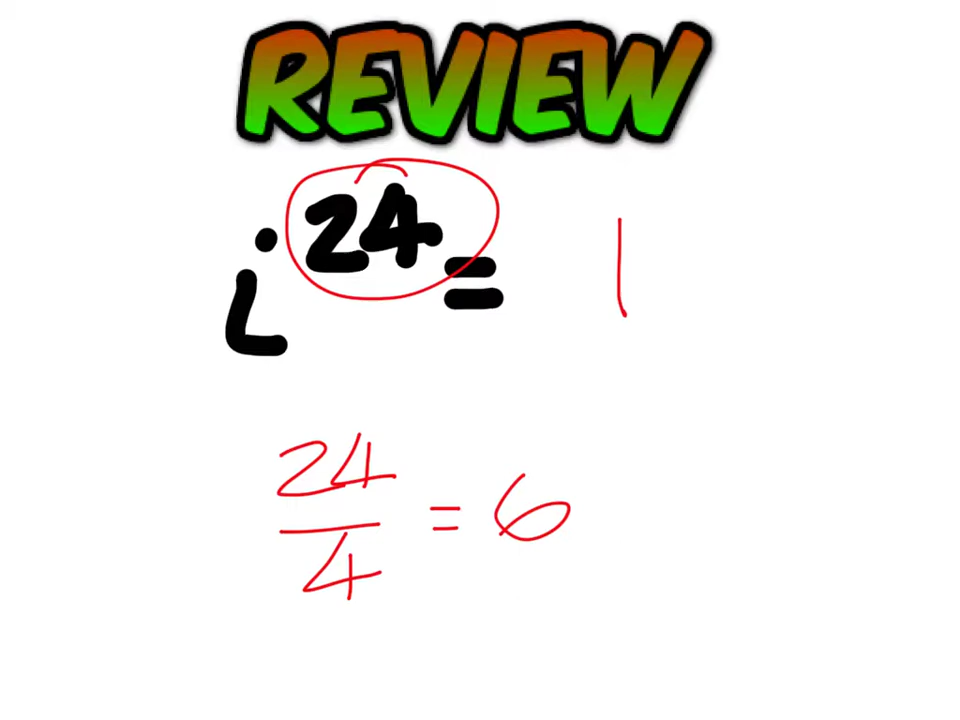 REVIEW
i²⁴ = 1
24/4 = 6